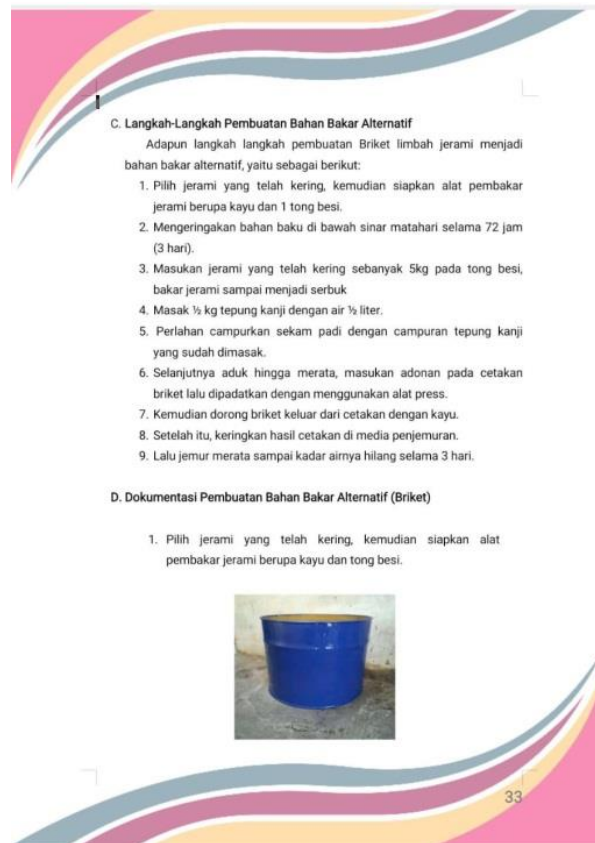 C. Langkah-Langkah Pembuatan Bahan Bakar Alternatif
Adapun langkah langkah pembuatan Briket limbah jerami menjadi
bahan bakar alternatif, yaitu sebagai berikut:
1. Pilih jerami yang telah kering, kemudian siapkan alat pembakar
jerami berupa kayu dan 1 tong besi.
2. Mengeringakan bahan baku di bawah sinar matahari selama 72 jam
(3 hari).
3. Masukan jerami yang telah kering sebanyak 5kg pada tong besi,
bakar jerami sampai menjadi serbuk
4. Masak ½ kg tepung kanji dengan air ½ liter.
5. Perlahan campurkan sekam padi dengan campuran tepung kanji
yang sudah dimasak.
6. Selanjutnya aduk hingga merata, masukan adonan pada cetakan
briket lalu dipadatkan dengan menggunakan alat press.
7. Kemudian dorong briket keluar dari cetakan dengan kayu.
8. Setelah itu, keringkan hasil cetakan di media penjemuran.
9. Lalu jemur merata sampai kadar airnya hilang selama 3 hari.
D. Dokumentasi Pembuatan Bahan Bakar Alternatif (Briket)
1. Pilih jerami yang telah kering, kemudian siapkan alat
pembakar jerami berupa kayu dan tong besi.
33